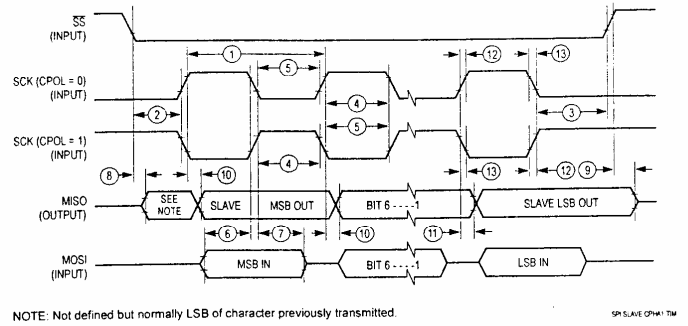 SS
(INPUT)
1
12
13
5
SCK (CPOL = 0)
(INPUT)
4
2
3
5
SCK (CPOL = 1)
(INPUT)
4
13
12
9
8
10
MISO
(OUTPUT)
SEE
NOTE
SLAVE
MSB OUT
BIT 6 - - - - 1
SLAVE LSB OUT
6
7
10
11
MOSI
(INPUT)
MSB IN
BIT 6 - - - - 1
LSB IN
NOTE: Not defined but normally LSB of character previously transmitted.
SPI SLAVE CPHA1 TIM